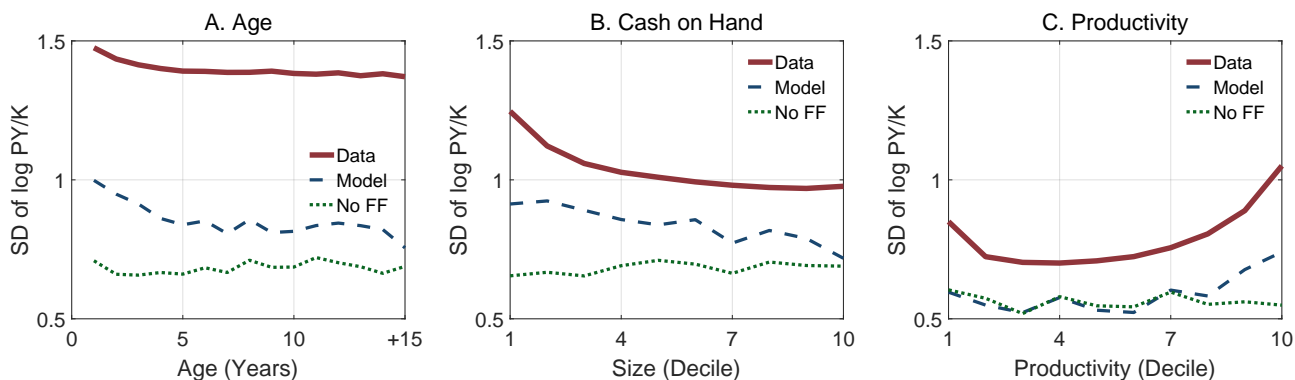 A. Age
SD of log PY/K
1.5
1
0.5
Data
Model
No FF
0
5
10
+15
Age (Years)
B. Cash on Hand
SD of log PY/K
1.5
1
0.5
Data
Model
No FF
1
4
7
10
Size (Decile)
C. Productivity
SD of log PY/K
1.5
1
0.5
Data
Model
No FF
1
4
7
10
Productivity (Decile)